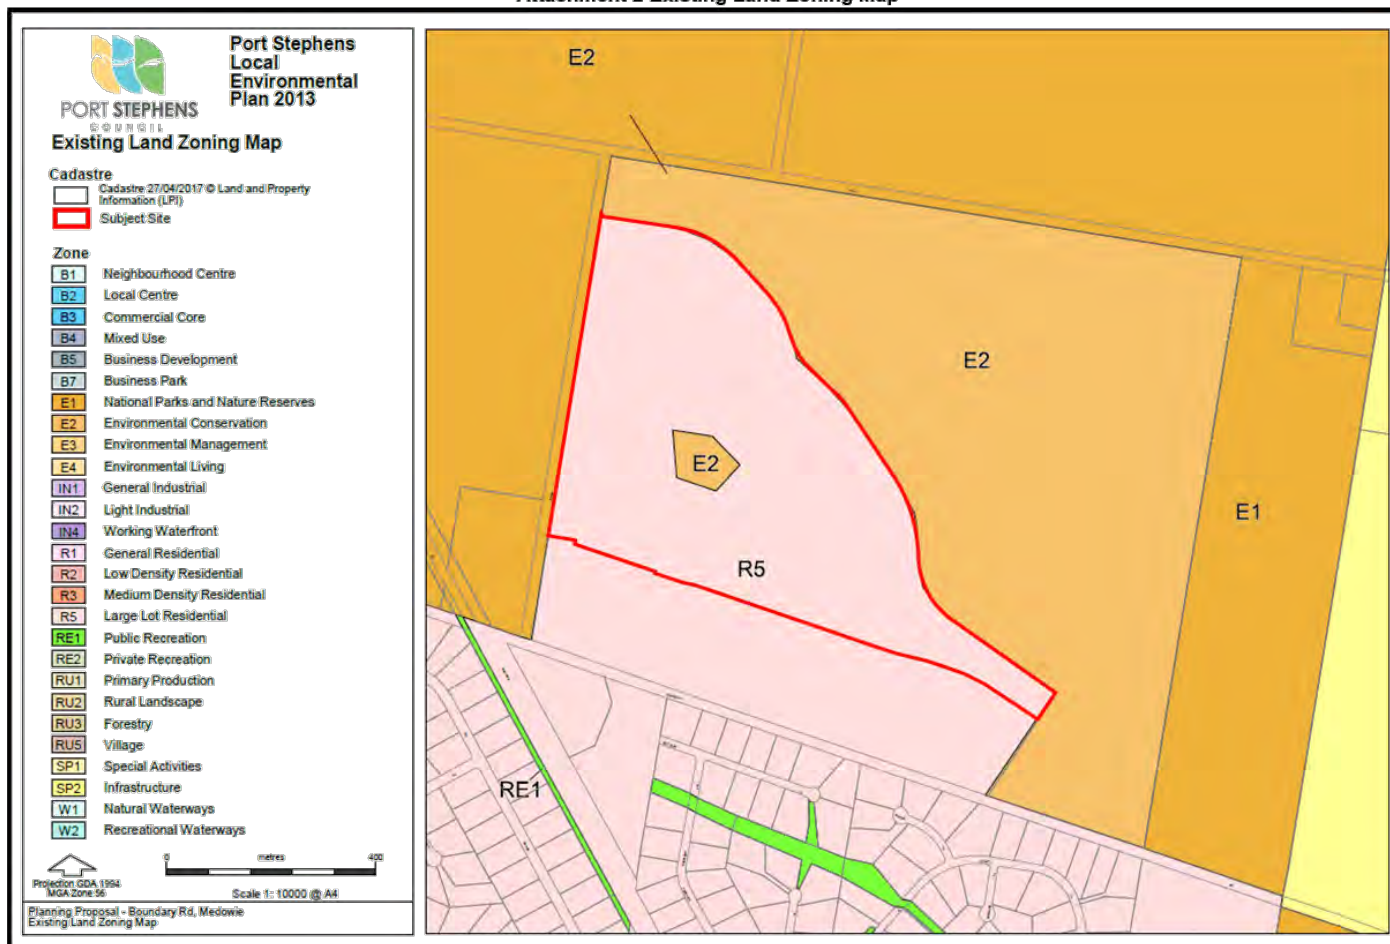 Attachment 2 Existing Land Zoning Map
PORT STEPHENS
COUNCIL
Port Stephens
Local
Environmental
Plan 2013
Existing Land Zoning Map
Cadastre
Cadastre 27/04/2017 © Land and Property
Information (LPI)
Subject Site
Zone
B1 Neighbourhood Centre
B2 Local Centre
B3 Commercial Core
B4 Mixed Use
B5 Business Development
B7 Business Park
E1 National Parks and Nature Reserves
E2 Environmental Conservation
E3 Environmental Management
E4 Environmental Living
IN1 General Industrial
IN2 Light Industrial
IN4 Working Waterfront
R1 General Residential
R2 Low Density Residential
R3 Medium Density Residential
R5 Large Lot Residential
RE1 Public Recreation
RE2 Private Recreation
RU1 Primary Production
RU2 Rural Landscape
RU3 Forestry
RU5 Village
SP1 Special Activities
SP2 Infrastructure
W1 Natural Waterways
W2 Recreational Waterways
0 metres 400
Projection GDA 1994
MGA Zone 56
Scale 1: 10000 @ A4
Planning Proposal - Boundary Rd, Medowie
Existing Land Zoning Map
E2
E2
E2
E1
R5
RE1